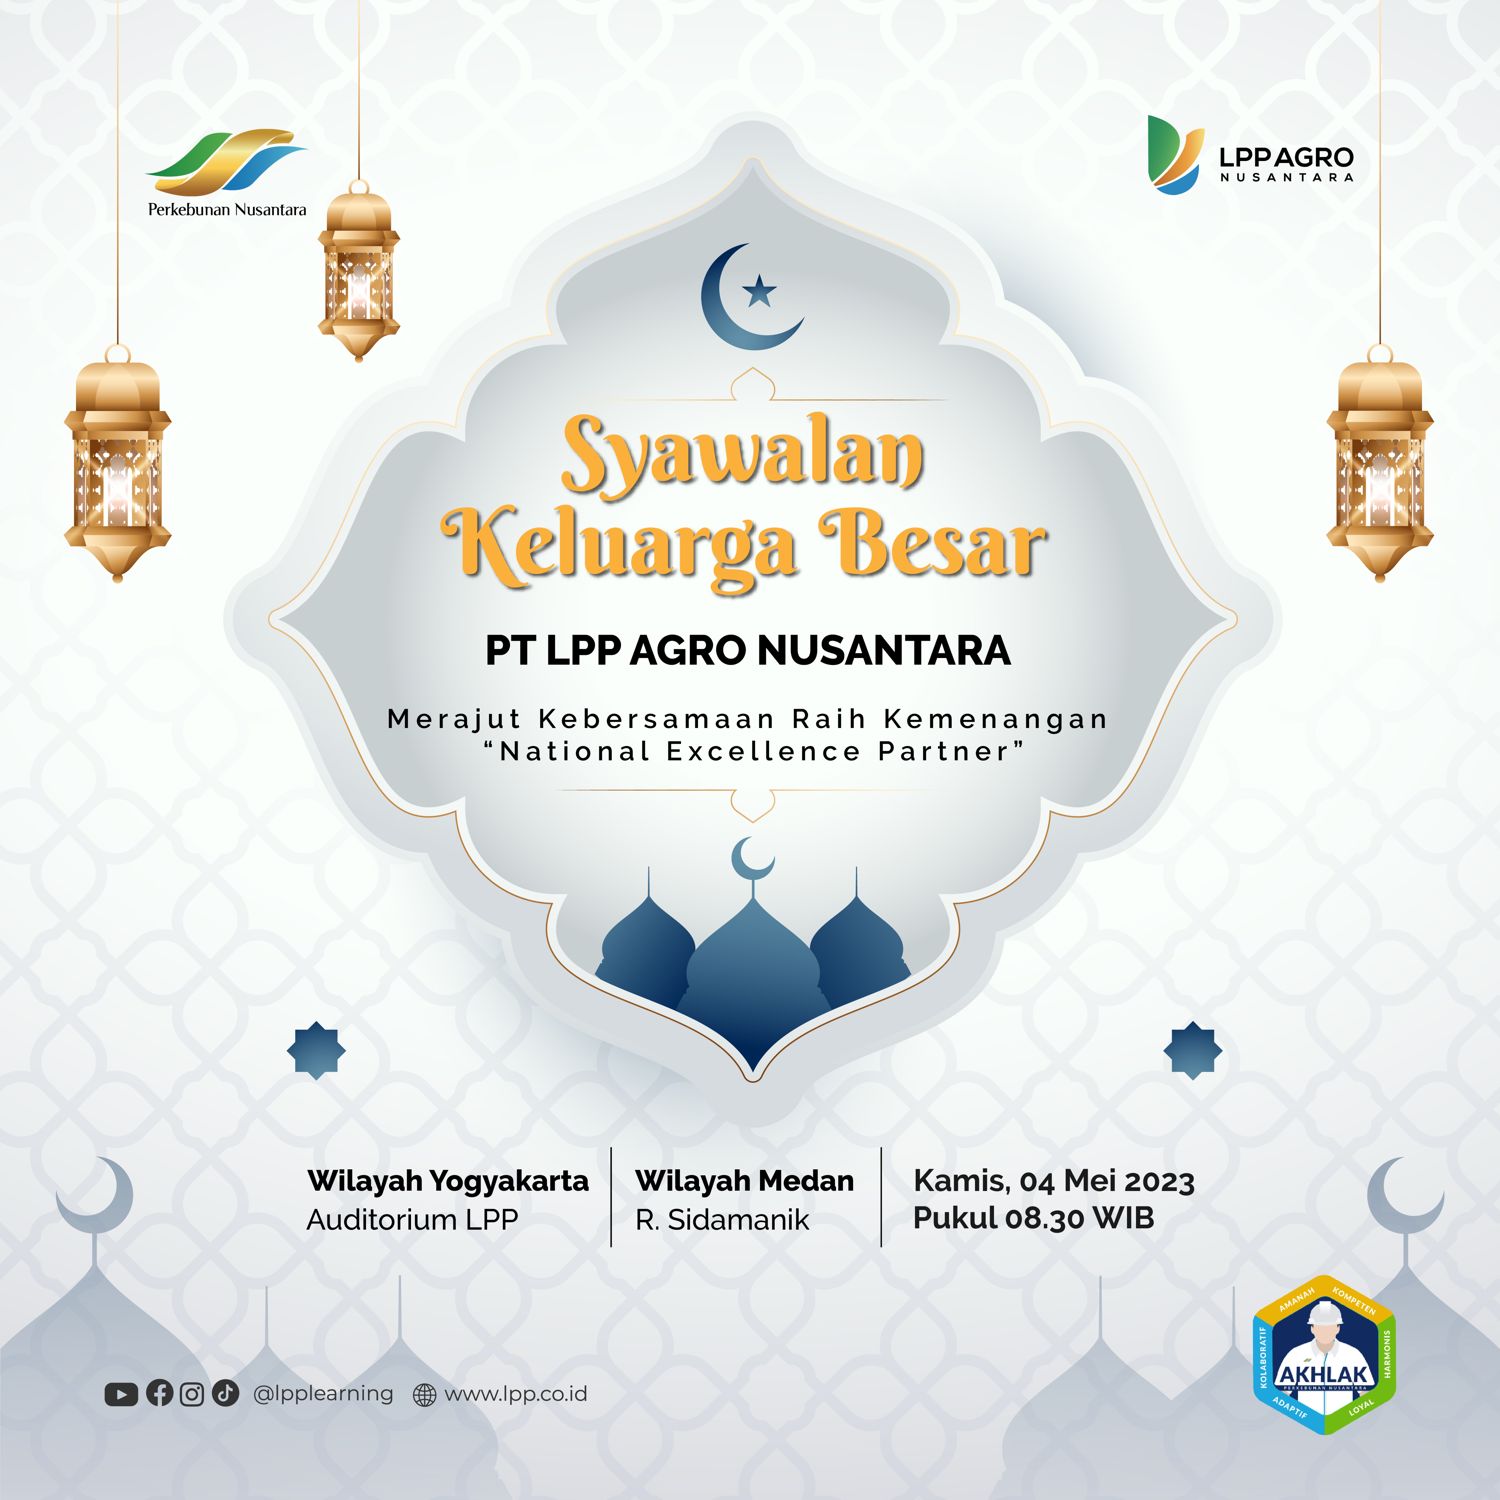 Perkebunan Nusantara
LPP AGRO
NUSANTARA
Syawalan
Keluarga Besar
PT LPP AGRO NUSANTARA
Merajut Kebersamaan Raih Kemenangan
“National Excellence Partner”
Wilayah Yogyakarta
Auditorium LPP
Wilayah Medan
R. Sidamanik
Kamis, 04 Mei 2023
Pukul 08.30 WIB
@lpplearning
www.lpp.co.id
AMANAH
KOMPETEN
HARMONIS
LOYAL
ADAPTIF
KOLABORATIF
AKHLAK
PERKEBUNAN NUSANTARA